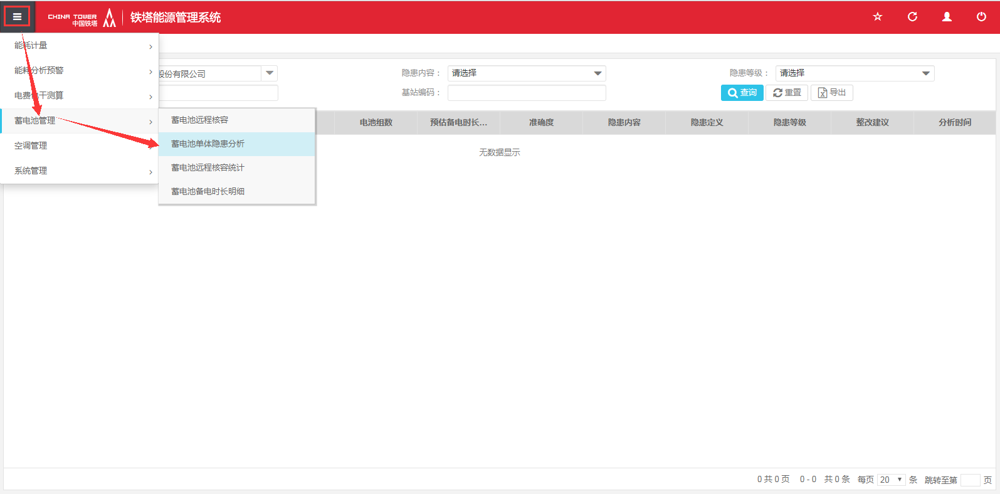 CHINA TOWER
中国铁塔
铁塔能源管理系统
能耗计量
能耗分析预警
电费包干测算
蓄电池管理
空调管理
系统管理
蓄电池远程核容
蓄电池单体隐患分析
蓄电池远程核容统计
蓄电池备电时长明细
股份有限公司
隐患内容： 请选择
隐患等级： 请选择
基站编码：
查询 重置 导出
电池组数 预估备电时长... 准确度 隐患内容 隐患定义 隐患等级 整改建议 分析时间
无数据显示
0 共 0 页 0 - 0 共 0 条 每页 20 条 跳转至第 页